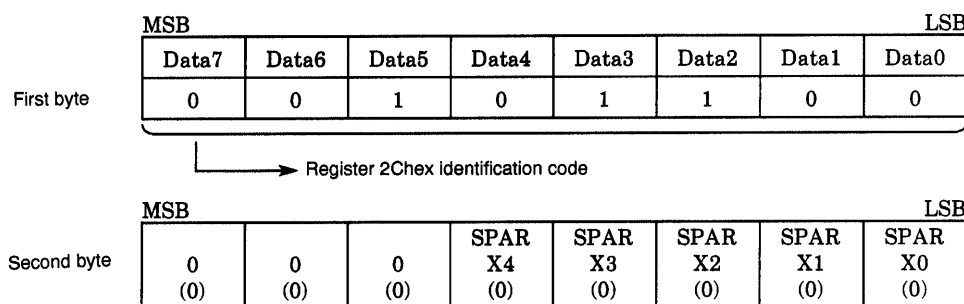 MSB LSB
Data7 Data6 Data5 Data4 Data3 Data2 Data1 Data0
First byte 0 0 1 0 1 1 0 0
Register 2Chex identification code
MSB LSB
SPAR SPAR SPAR SPAR SPAR
Second byte 0 0 0 X4 X3 X2 X1 X0
(0) (0) (0) (0) (0) (0) (0) (0)